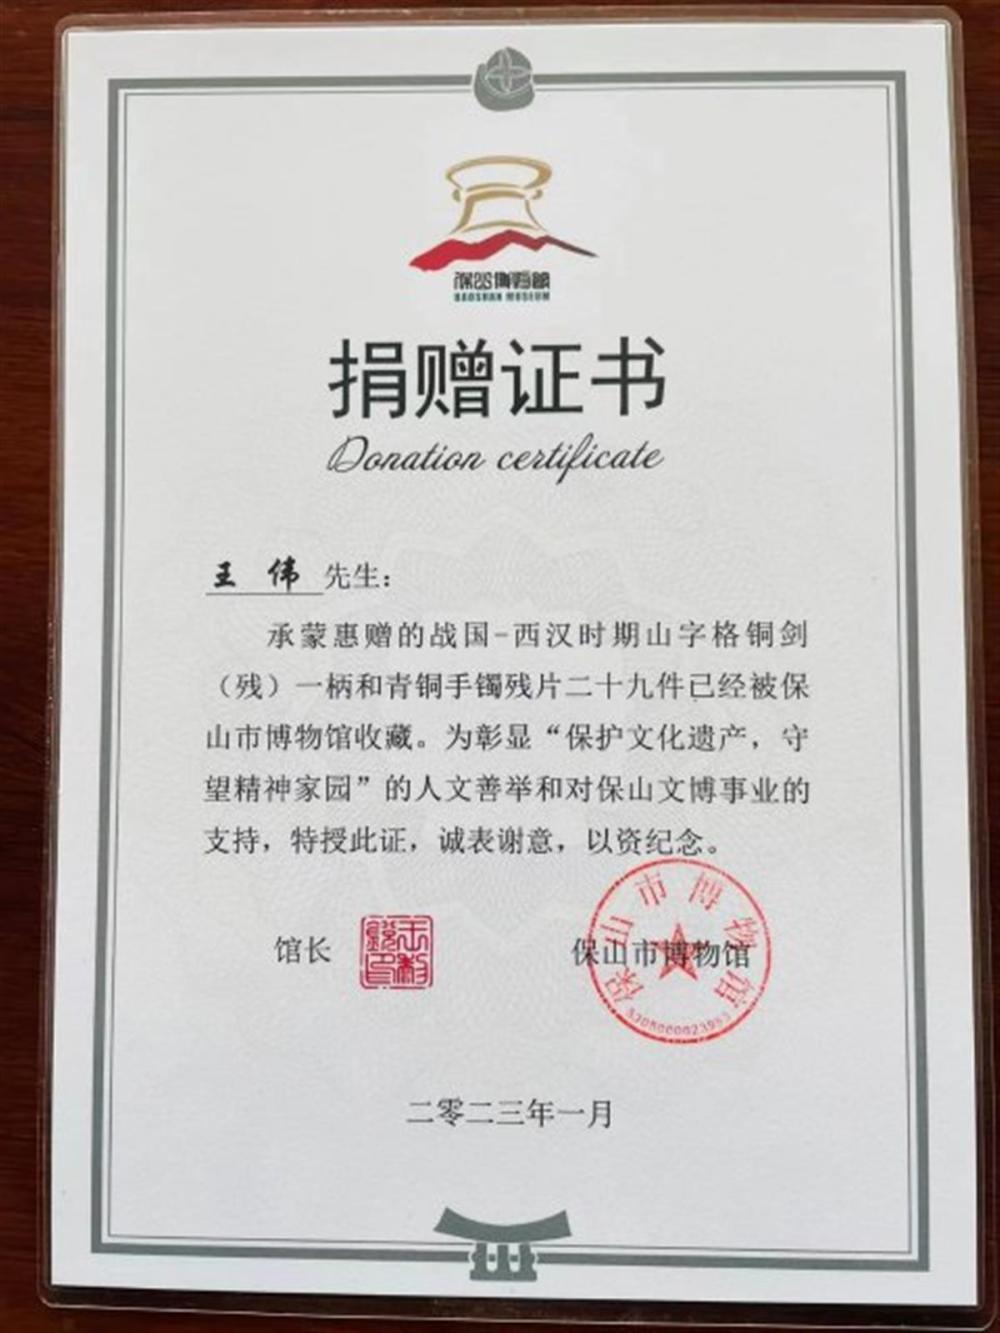 保山博物館
BAOSHAN MUSEUM
捐赠证书
Donation certificate
王 伟 先生：
承蒙惠赠的战国-西汉时期山字格铜剑
（残）一柄和青铜手镯残片二十九件已经被保
山市博物馆收藏。为彰显“保护文化遗产，守
望精神家园”的人文善举和对保山文博事业的
支持，特授此证，诚表谢意，以资纪念。
馆长
保山市博物馆
保山市博物馆
二零二三年一月